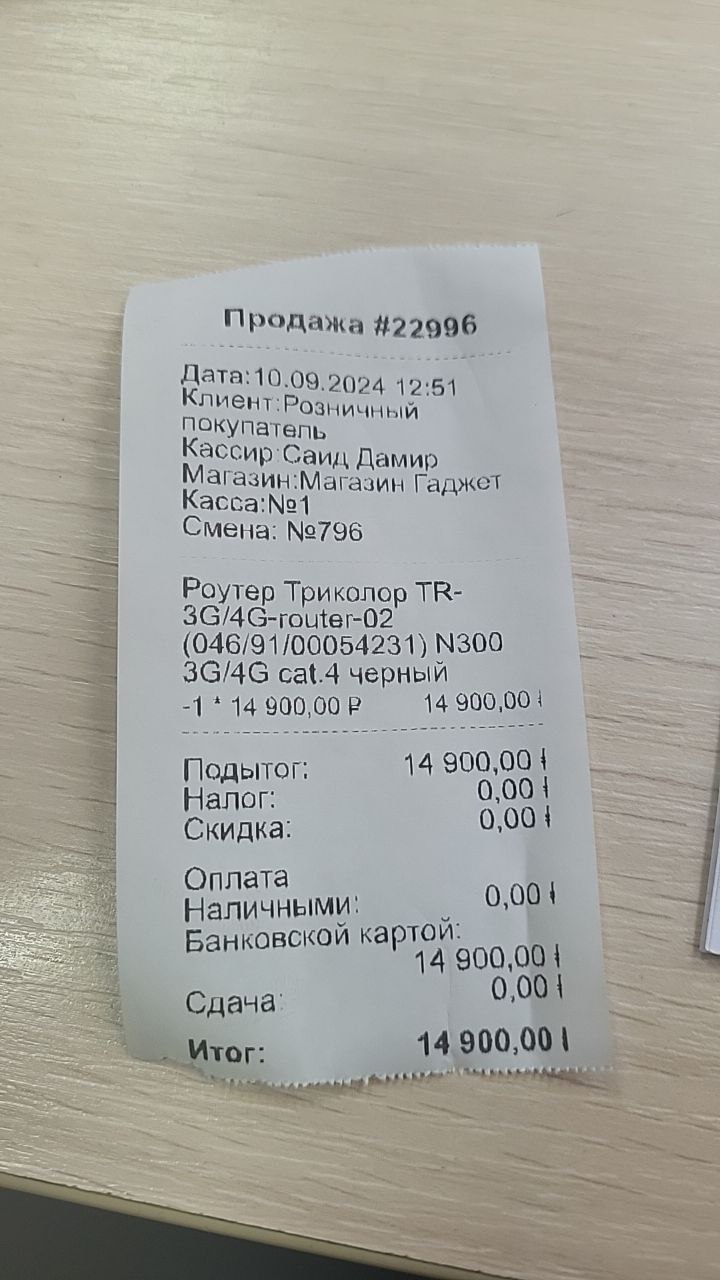 Продажа #22996
Дата:10.09.2024 12:51
Клиент:Розничный
покупатель
Кассир:Саид Дамир
Магазин:Магазин Гаджет
Касса:№1
Смена: №796
Роутер Триколор TR-
3G/4G-router-02
(046/91/00054231) N300
3G/4G cat.4 черный
-1 * 14 900,00 ₽ 14 900,00
Подытог: 14 900,00
Налог: 0,00
Скидка: 0,00
Оплата
Наличными: 0,00
Банковской картой:
14 900,00
Сдача: 0,00
Итог: 14 900,00